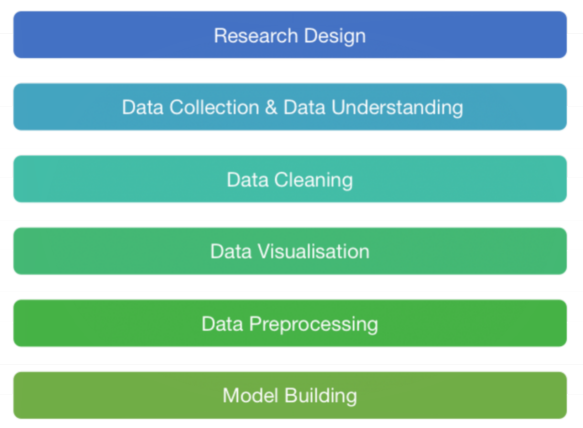 Research Design
Data Collection & Data Understanding
Data Cleaning
Data Visualisation
Data Preprocessing
Model Building